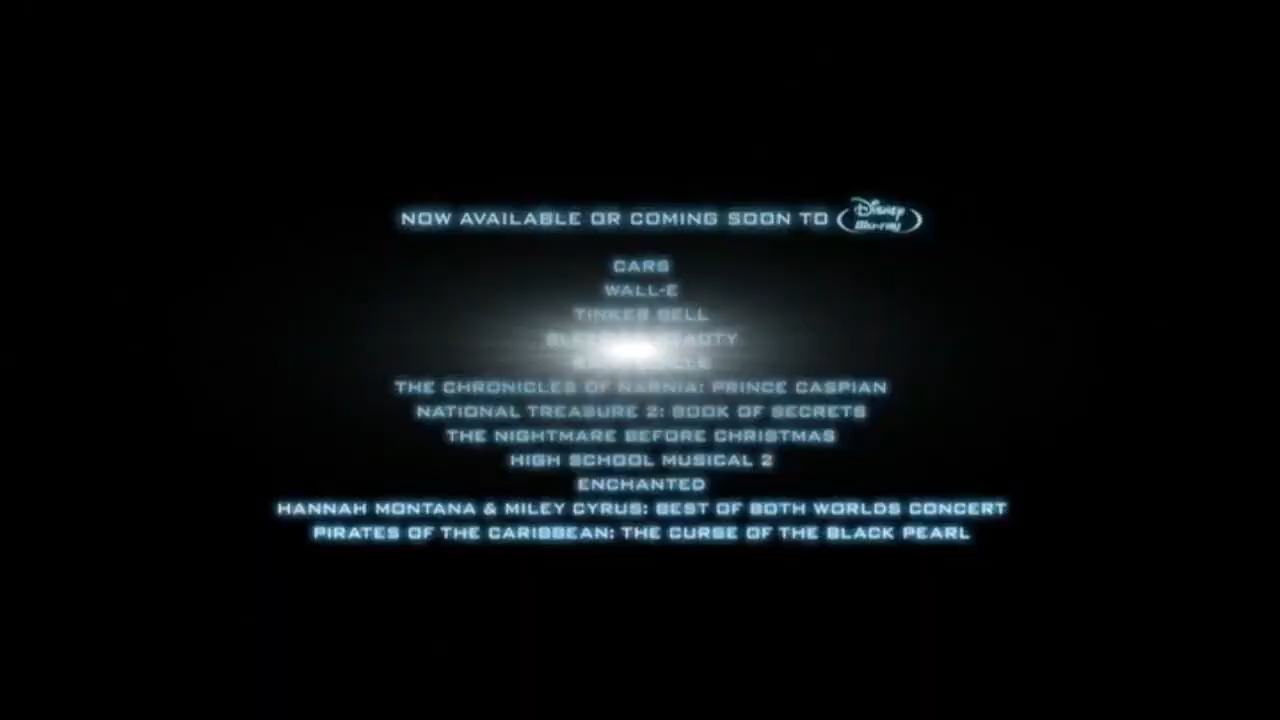 NOW AVAILABLE OR COMING SOON TO Disney Blu-ray
CARS
WALL-E
TINKER BELL
SLEEPING BEAUTY
THE CHRONICLES OF NARNIA: PRINCE CASPIAN
NATIONAL TREASURE 2: BOOK OF SECRETS
THE NIGHTMARE BEFORE CHRISTMAS
HIGH SCHOOL MUSICAL 2
ENCHANTED
HANNAH MONTANA & MILEY CYRUS: BEST OF BOTH WORLDS CONCERT
PIRATES OF THE CARIBBEAN: THE CURSE OF THE BLACK PEARL